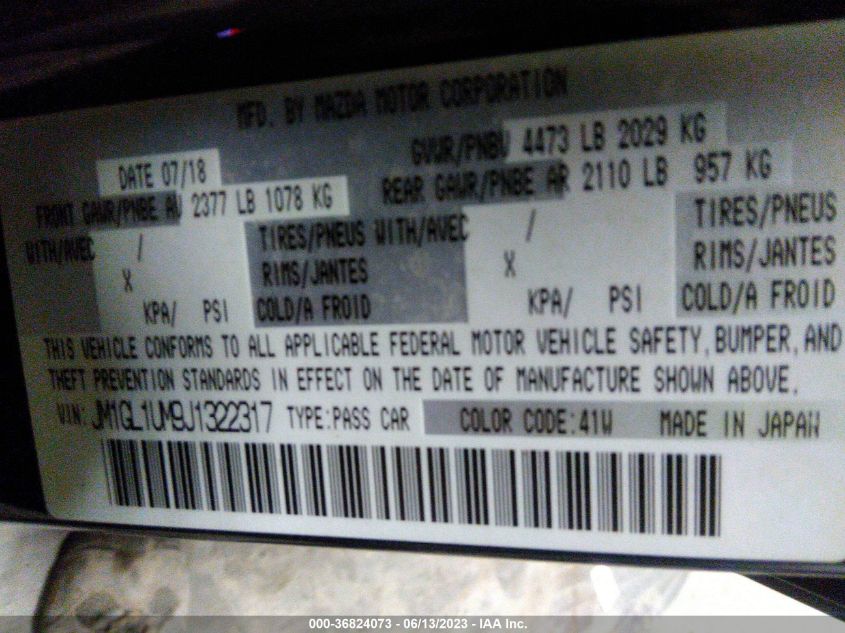 MFD. BY MAZDA MOTOR CORPORATION
DATE 07/18 GVWR/PNBV 4473 LB 2029 KG
FRONT GAWR/PNBE AV 2377 LB 1078 KG REAR GAWR/PNBE AR 2110 LB 957 KG
WITH/AVEC / TIRES/PNEUS WITH/AVEC / TIRES/PNEUS
X RIMS/JANTES X RIMS/JANTES
KPA/ PSI COLD/A FROID KPA/ PSI COLD/A FROID
THIS VEHICLE CONFORMS TO ALL APPLICABLE FEDERAL MOTOR VEHICLE SAFETY, BUMPER, AND
THEFT PREVENTION STANDARDS IN EFFECT ON THE DATE OF MANUFACTURE SHOWN ABOVE.
VIN: JM1GL1UM9J1322317 TYPE:PASS CAR COLOR CODE:41W MADE IN JAPAN
000-36824073 - 06/13/2023 - IAA Inc.